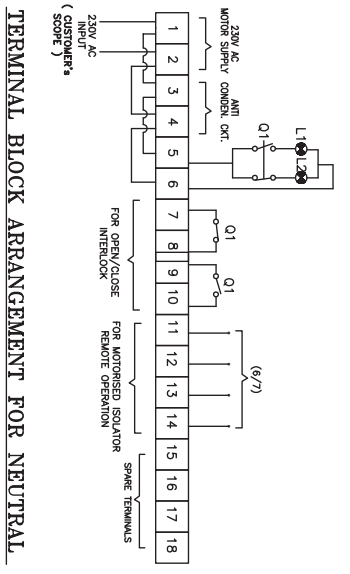 230V AC
MOTOR SUPPLY
ANTI
CONDEN. CKT.
L1
L2
Q1
Q1
Q1
(6/7)
1
2
3
4
5
6
7
8
9
10
11
12
13
14
15
16
17
18
230V AC
INPUT
( CUSTOMER's
SCOPE )
FOR OPEN/CLOSE
INTERLOCK
FOR MOTORISED ISOLATOR
REMOTE OPERATION
SPARE TERMINALS
TERMINAL BLOCK ARRANGEMENT FOR NEUTRAL